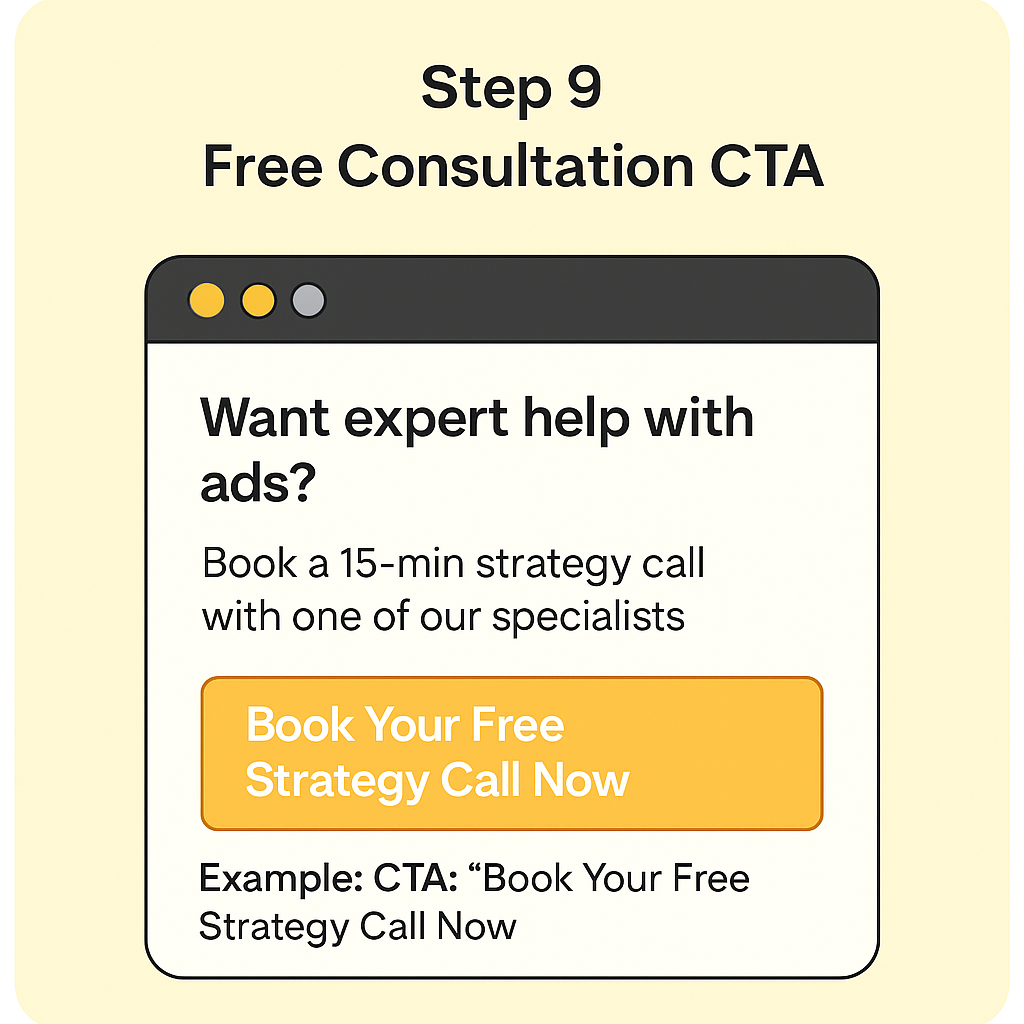 Step 9
Free Consultation CTA
Want expert help with
ads?
Book a 15-min strategy call
with one of our specialists
Book Your Free
Strategy Call Now
Example: CTA: “Book Your Free
Strategy Call Now